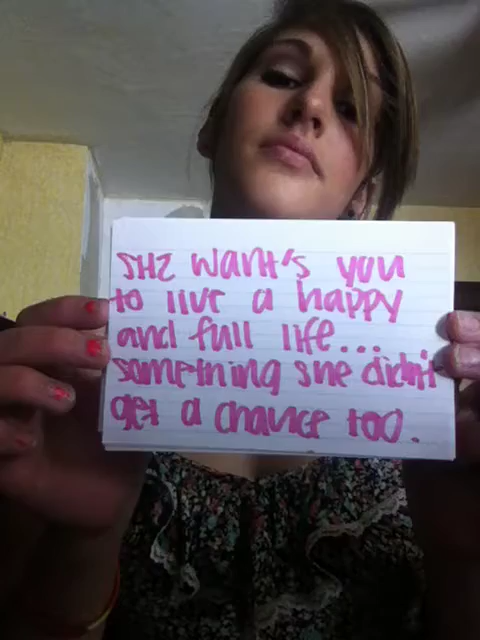 SHE want's you
to live a happy
and full life...
something she didn't
get a chance too.